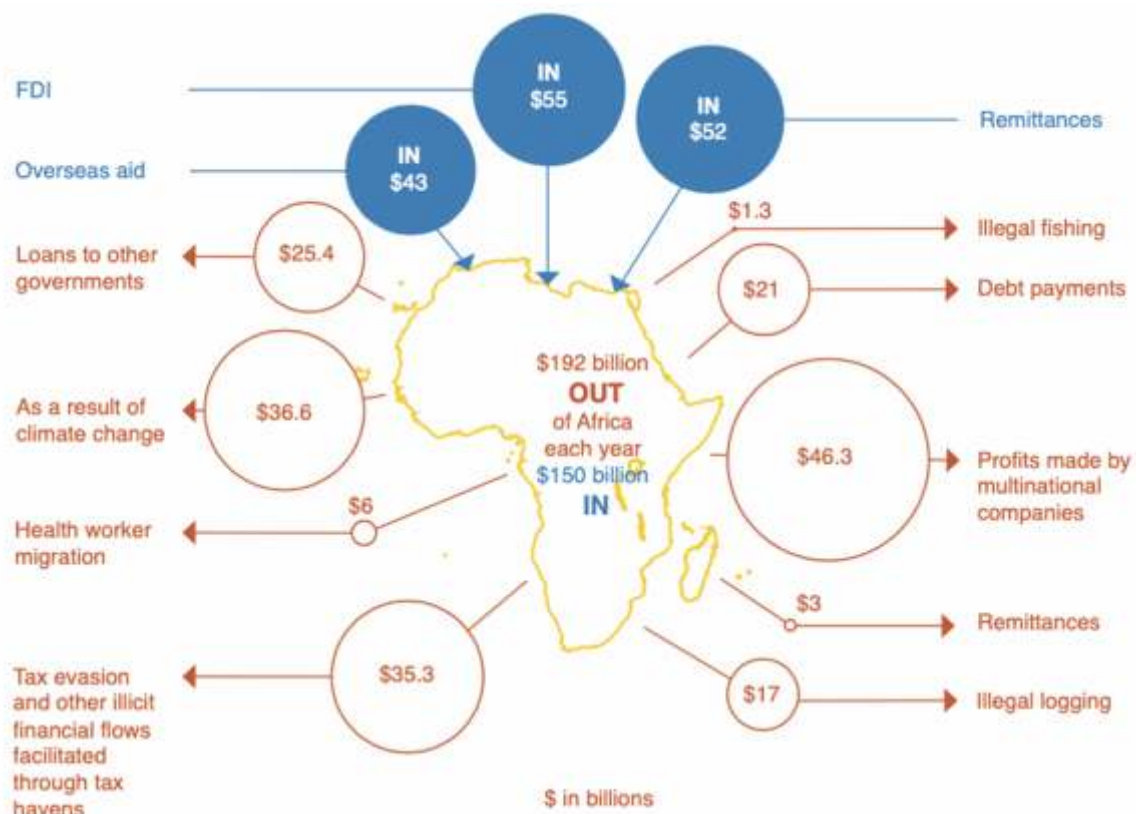 FDI
IN
$55
IN
$52
Remittances
Overseas aid
IN
$43
Loans to other
governments
$25.4
$1.3
Illegal fishing
$21
Debt payments
As a result of
climate change
$36.6
$192 billion
OUT
of Africa
each year
$150 billion
IN
$46.3
Profits made by
multinational
companies
Health worker
migration
$6
$3
Remittances
Tax evasion
and other illicit
financial flows
facilitated
through tax
havens
$35.3
$17
Illegal logging
$ in billions